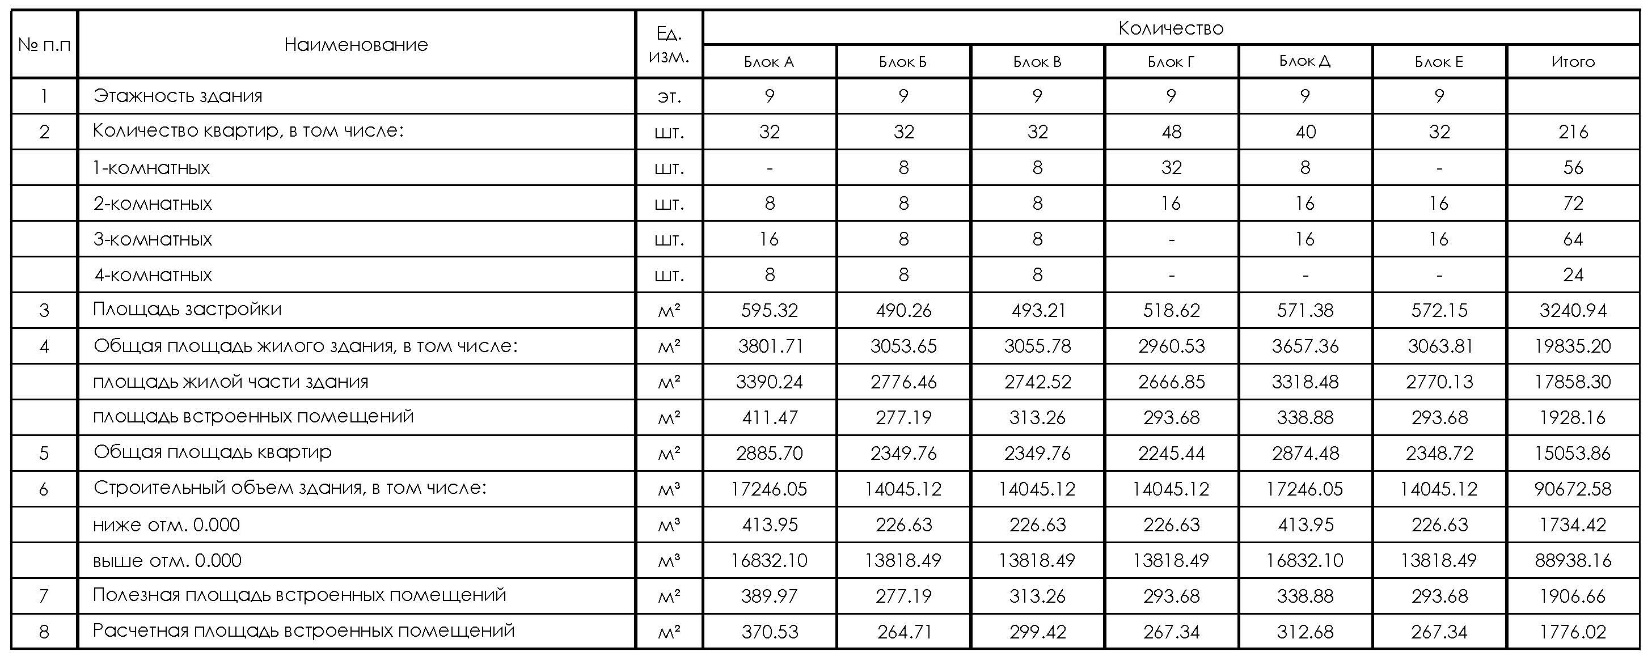 № п.п Наименование Ед. изм. Количество
Блок А Блок Б Блок В Блок Г Блок Д Блок Е Итого
1 Этажность здания эт. 9 9 9 9 9 9
2 Количество квартир, в том числе: шт. 32 32 32 48 40 32 216
1-комнатных шт. - 8 8 32 8 - 56
2-комнатных шт. 8 8 8 16 16 16 72
3-комнатных шт. 16 8 8 - 16 16 64
4-комнатных шт. 8 8 8 - - - 24
3 Площадь застройки м² 595.32 490.26 493.21 518.62 571.38 572.15 3240.94
4 Общая площадь жилого здания, в том числе: м² 3801.71 3053.65 3055.78 2960.53 3657.36 3063.81 19835.20
площадь жилой части здания м² 3390.24 2776.46 2742.52 2666.85 3318.48 2770.13 17858.30
площадь встроенных помещений м² 411.47 277.19 313.26 293.68 338.88 293.68 1928.16
5 Общая площадь квартир м² 2885.70 2349.76 2349.76 2245.44 2874.48 2348.72 15053.86
6 Строительный объем здания, в том числе: м³ 17246.05 14045.12 14045.12 14045.12 17246.05 14045.12 90672.58
ниже отм. 0.000 м³ 413.95 226.63 226.63 226.63 413.95 226.63 1734.42
выше отм. 0.000 м³ 16832.10 13818.49 13818.49 13818.49 16832.10 13818.49 88938.16
7 Полезная площадь встроенных помещений м² 389.97 277.19 313.26 293.68 338.88 293.68 1906.66
8 Расчетная площадь встроенных помещений м² 370.53 264.71 299.42 267.34 312.68 267.34 1776.02